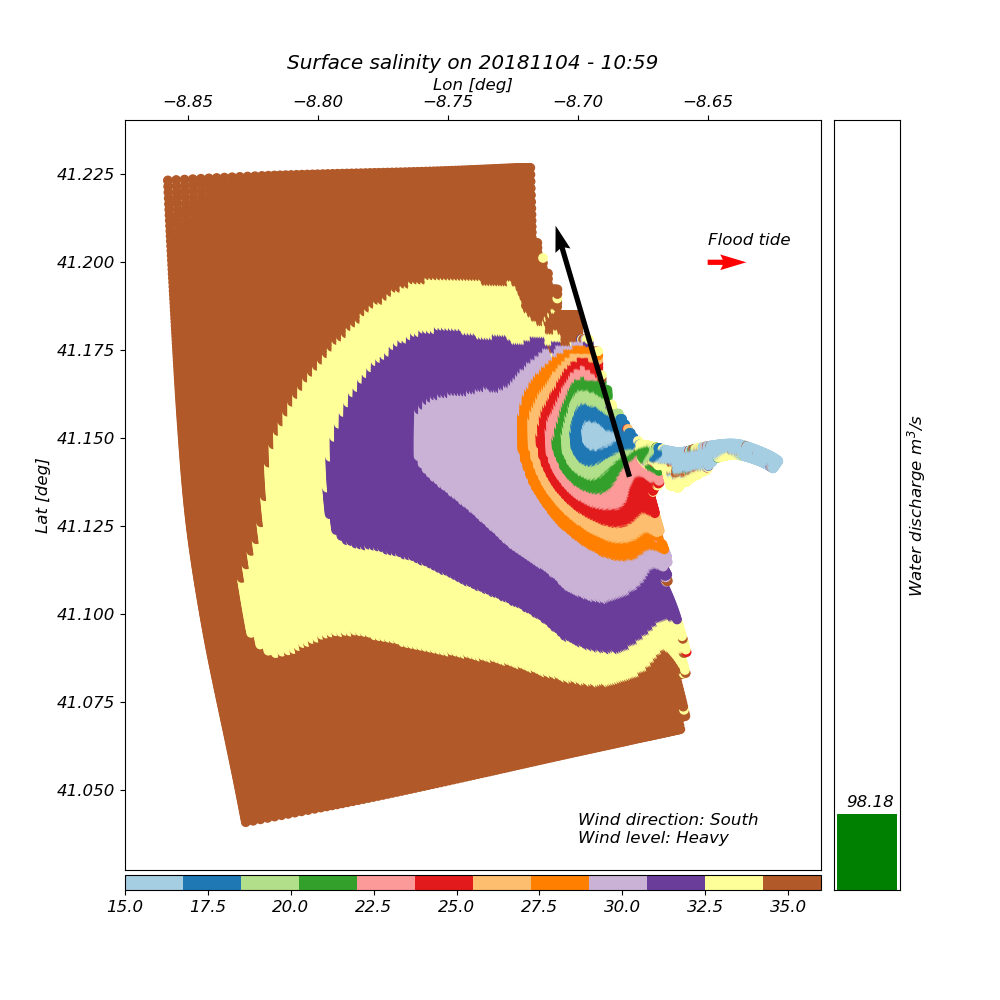 Surface salinity on 20181104 - 10:59
Lon [deg]
−8.85 −8.80 −8.75 −8.70 −8.65
41.225
41.200
41.175
41.150
41.125
41.100
41.075
41.050
Lat [deg]
Flood tide
Wind direction: South
Wind level: Heavy
98.18
Water discharge m³/s
15.0 17.5 20.0 22.5 25.0 27.5 30.0 32.5 35.0